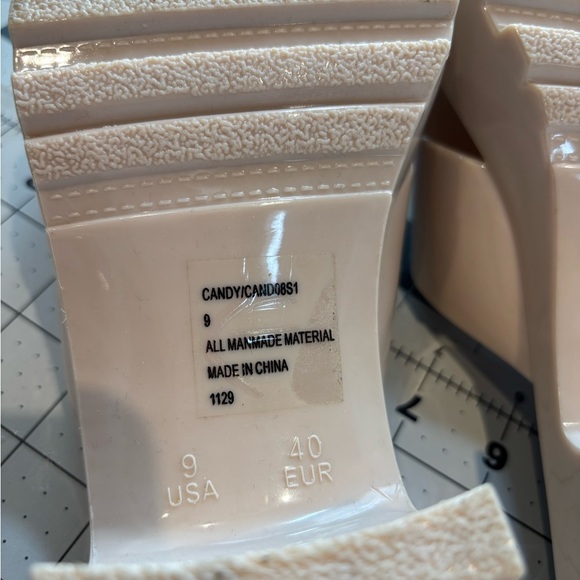 CANDY/CAND08S1
9
ALL MANMADE MATERIAL
MADE IN CHINA
1129
9 40
USA EUR
7
6